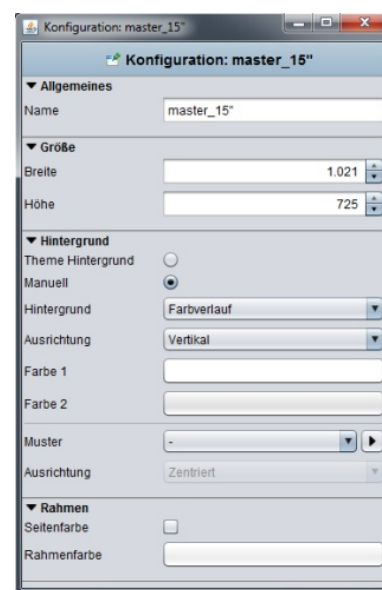 Konfiguration: master_15"
Konfiguration: master_15"
Allgemeines
Name master_15"
Größe
Breite 1.021
Höhe 725
Hintergrund
Theme Hintergrund
Manuell
Hintergrund Farbverlauf
Ausrichtung Vertikal
Farbe 1
Farbe 2
Muster -
Ausrichtung Zentriert
Rahmen
Seitenfarbe
Rahmenfarbe